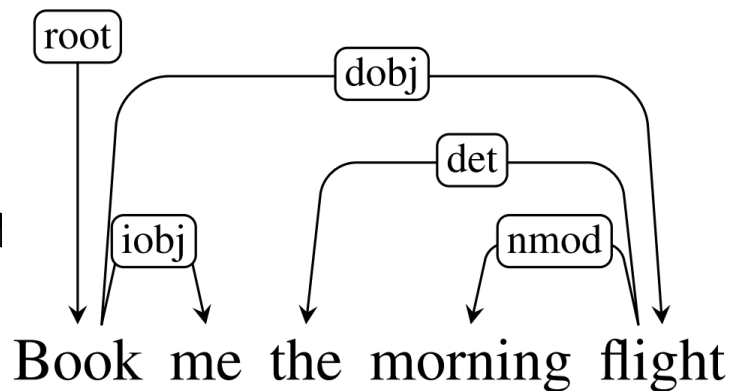 root
dobj
det
iobj nmod
Book me the morning flight